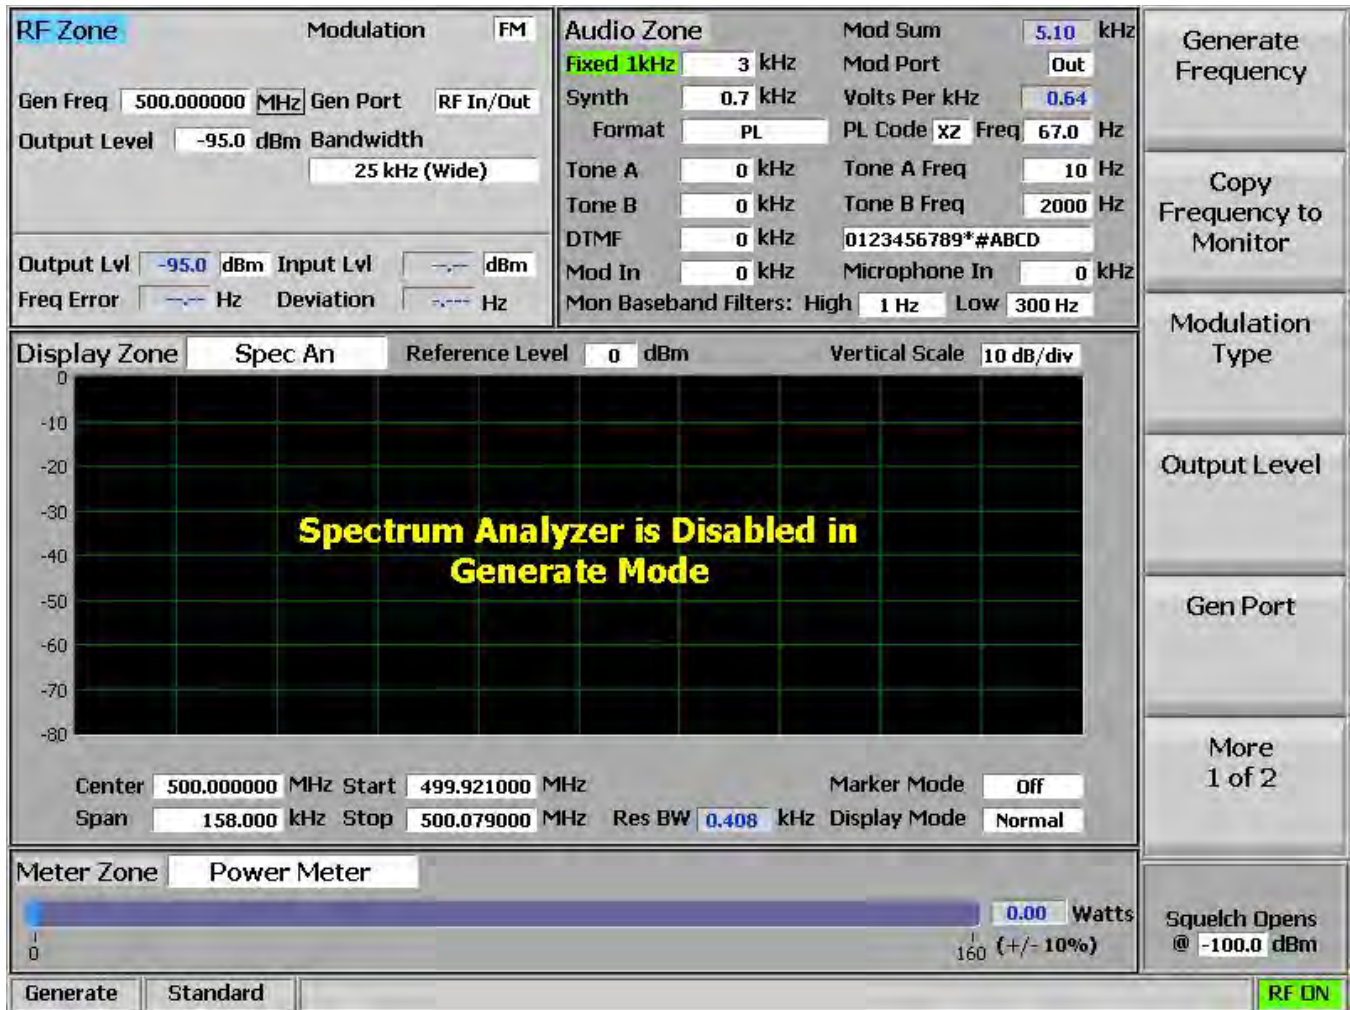 RF Zone
Modulation FM
Gen Freq 500.000000 MHz Gen Port RF In/Out
Output Level -95.0 dBm Bandwidth
25 kHz (Wide)
Output Lvl -95.0 dBm Input Lvl --.-- dBm
Freq Error --.-- Hz Deviation -.--- Hz
Audio Zone Mod Sum 5.10 kHz
Fixed 1kHz 3 kHz Mod Port Out
Synth 0.7 kHz Volts Per kHz 0.64
Format PL PL Code XZ Freq 67.0 Hz
Tone A 0 kHz Tone A Freq 10 Hz
Tone B 0 kHz Tone B Freq 2000 Hz
DTMF 0 kHz 0123456789*#ABCD
Mod In 0 kHz Microphone In 0 kHz
Mon Baseband Filters: High 1 Hz Low 300 Hz
Display Zone Spec An Reference Level 0 dBm Vertical Scale 10 dB/div
0
-10
-20
-30
-40
-50
-60
-70
-80
Spectrum Analyzer is Disabled in
Generate Mode
Center 500.000000 MHz Start 499.921000 MHz Marker Mode Off
Span 158.000 kHz Stop 500.079000 MHz Res BW 0.408 kHz Display Mode Normal
Meter Zone Power Meter
0.00 Watts
0 160 (+/- 10%)
Generate
Frequency
Copy
Frequency to
Monitor
Modulation
Type
Output Level
Gen Port
More
1 of 2
Squelch Opens
@ -100.0 dBm
Generate Standard RF ON